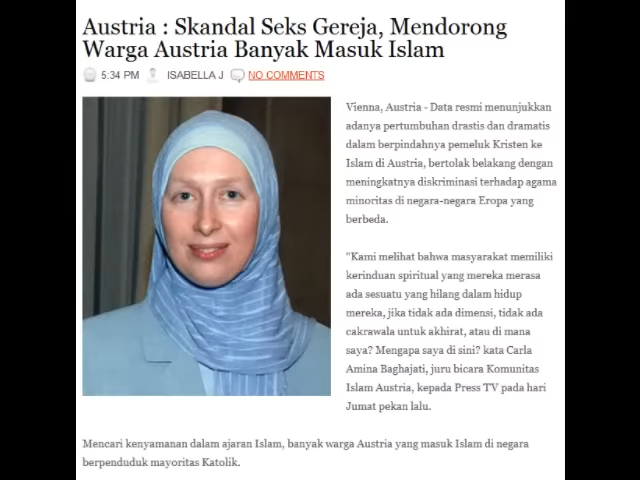 Austria : Skandal Seks Gereja, Mendorong
Warga Austria Banyak Masuk Islam
5:34 PM ISABELLA J NO COMMENTS
Vienna, Austria - Data resmi menunjukkan
adanya pertumbuhan drastis dan dramatis
dalam berpindahnya pemeluk Kristen ke
Islam di Austria, bertolak belakang dengan
meningkatnya diskriminasi terhadap agama
minoritas di negara-negara Eropa yang
berbeda.
"Kami melihat bahwa masyarakat memiliki
kerinduan spiritual yang mereka merasa
ada sesuatu yang hilang dalam hidup
mereka, jika tidak ada dimensi, tidak ada
cakrawala untuk akhirat, atau di mana
saya? Mengapa saya di sini? kata Carla
Amina Baghajati, juru bicara Komunitas
Islam Austria, kepada Press TV pada hari
Jumat pekan lalu.
Mencari kenyamanan dalam ajaran Islam, banyak warga Austria yang masuk Islam di negara
berpenduduk mayoritas Katolik.